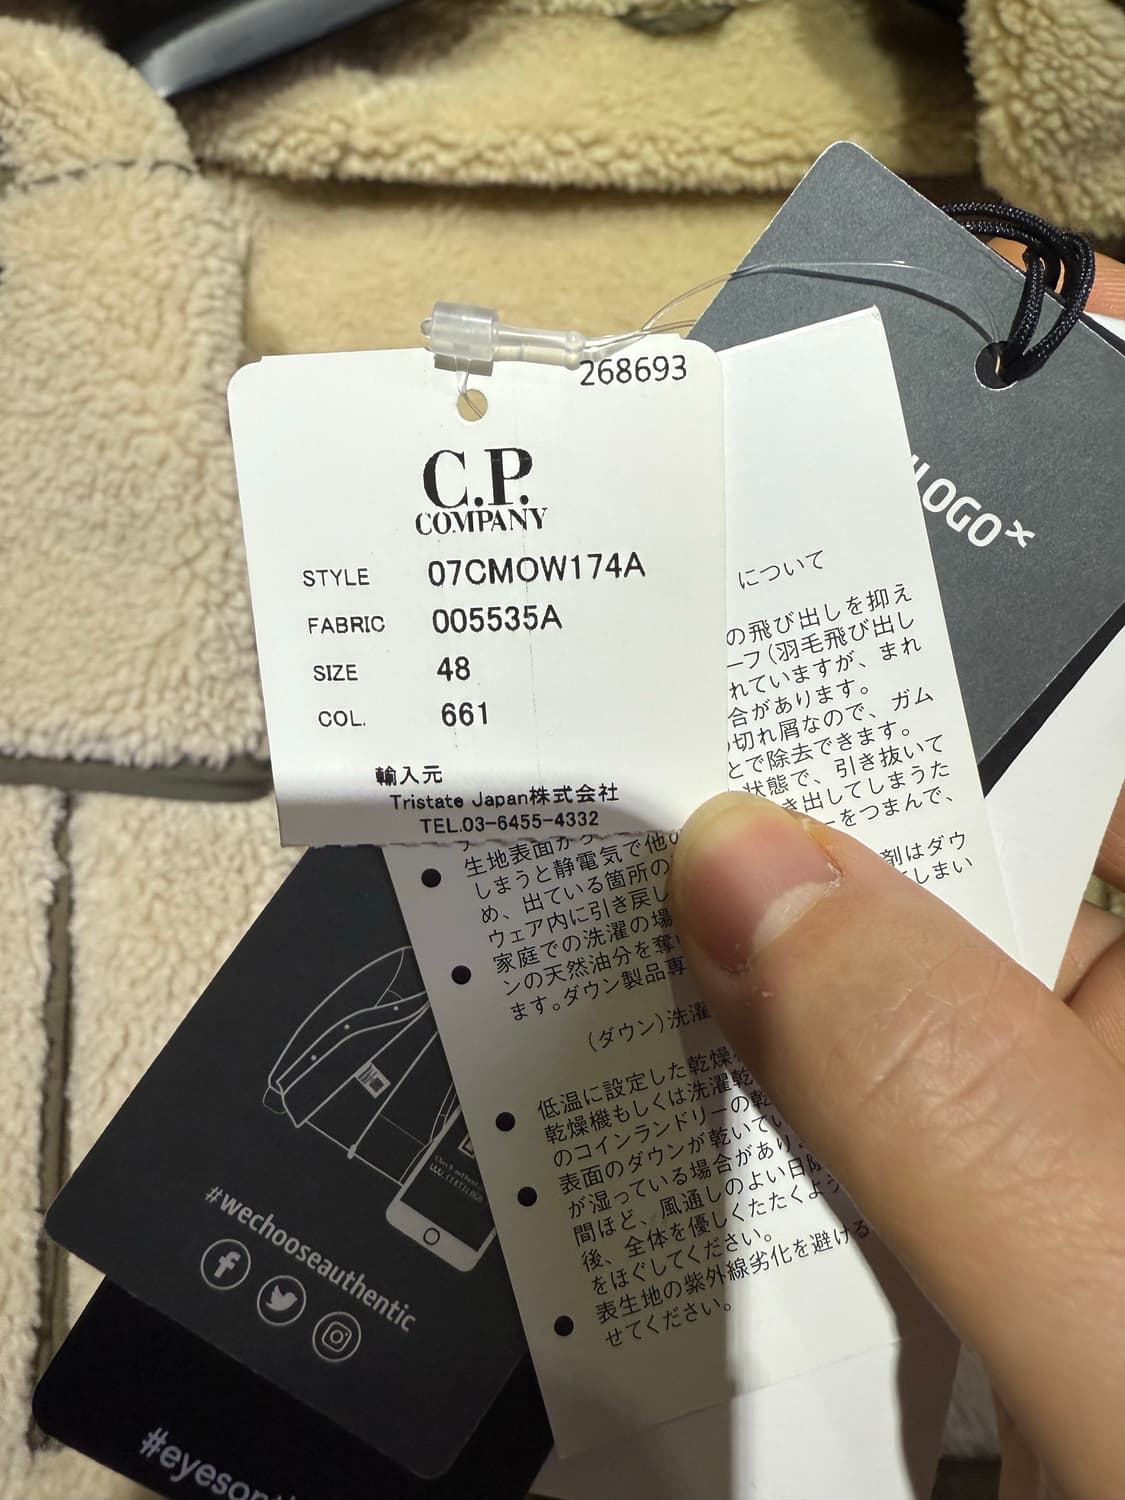 268693
C.P.
COMPANY
STYLE 07CMOW174A
FABRIC 005535A
SIZE 48
COL. 661
輸入元
Tristate Japan株式会社
TEL.03-6455-4332
LOGO
について
の飛び出しを抑え
ーフ(羽毛飛び出し
れていますが、まれ
合があります。
切れ屑なので、ガム
とで除去できます。
状態で、引き抜いて
き出してしまうた
ーをつまんで、
剤はダウ
しまい
生地表面から
しまうと静電気で他の
め、出ている箇所の
ウェア内に引き戻し
家庭での洗濯の場
ンの天然油分を奪い
ます。ダウン製品専
(ダウン)洗濯
低温に設定した乾燥
乾燥機もしくは洗濯乾
のコインランドリーの乾
表面のダウンが乾いてい
が湿っている場合があり
間ほど、風通しのよい日陰
後、全体を優しくたたくよう
をほぐしてください。
表生地の紫外線劣化を避ける
せてください。
#wechooseauthentic
#eyeson